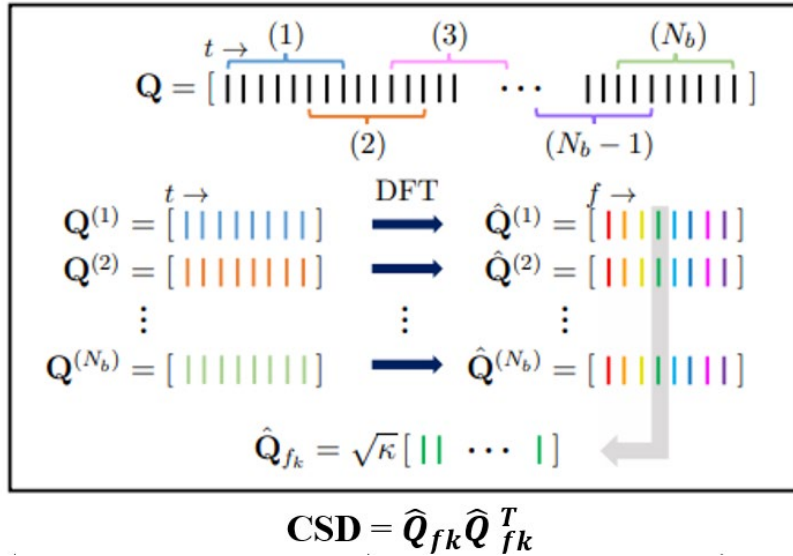 t → (1) (3) (N_b)
Q = [ | | | | | | | | | | | | | | | ⋯ | | | | | | | | | | ]
(2) (N_b − 1)
t → DFT f →
Q^(1) = [ | | | | | | | | ] Q̂^(1) = [ | | | | | | | | ]
Q^(2) = [ | | | | | | | | ] Q̂^(2) = [ | | | | | | | | ]
⋮ ⋮ ⋮
Q^(N_b) = [ | | | | | | | | ] Q̂^(N_b) = [ | | | | | | | | ]
Q̂_{f_k} = √κ [ | | ⋯ | ]
CSD = Q̂_{fk} Q̂_{fk}^T